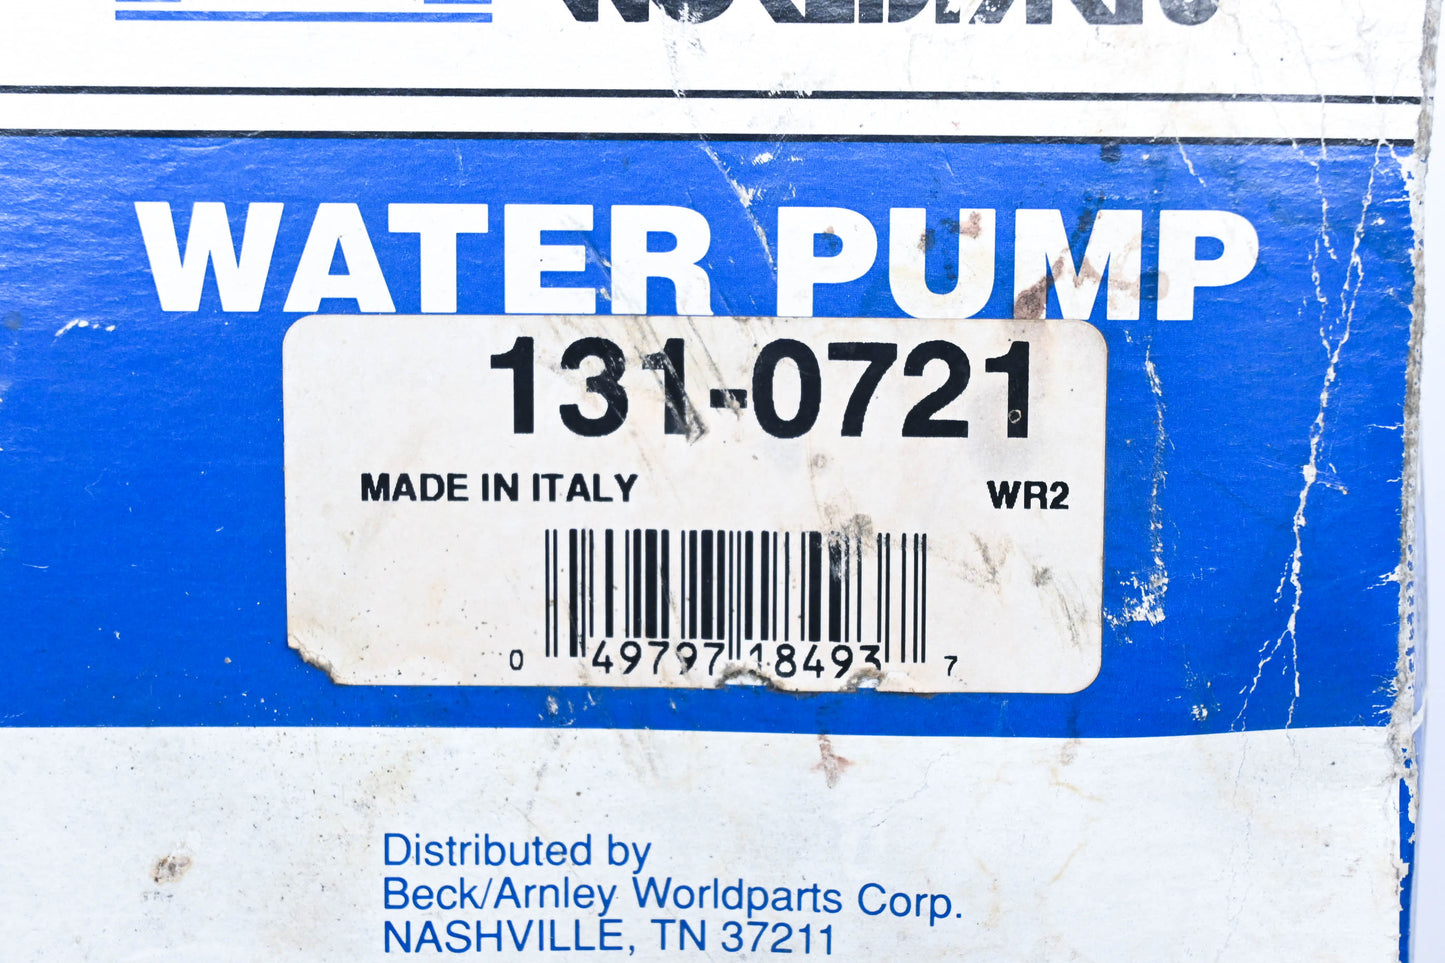 WATER PUMP
131-0721
MADE IN ITALY WR2
0 49797 18493 7
Distributed by
Beck/Arnley Worldparts Corp.
NASHVILLE, TN 37211